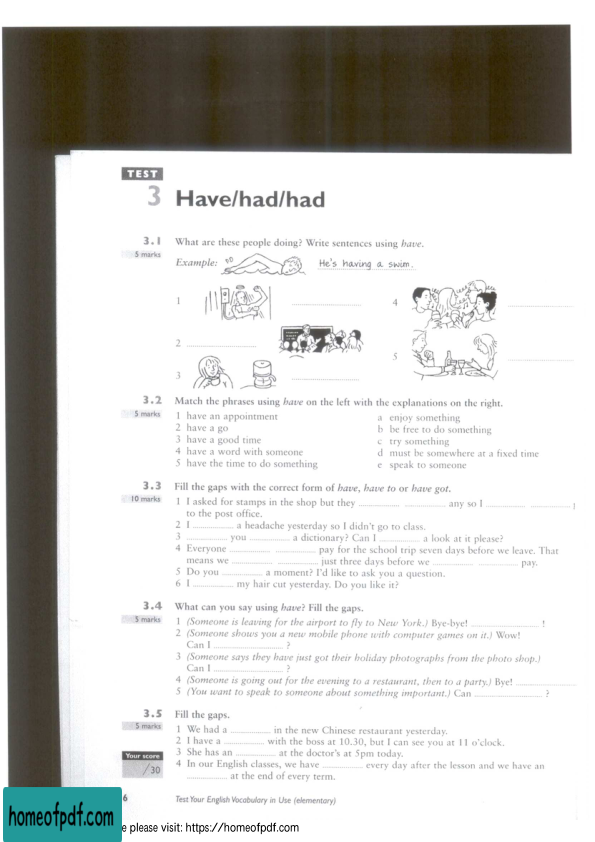 TEST
3 Have/had/had
3.1 What are these people doing? Write sentences using have.
5 marks
Example: He's having a swim.
1 ............
4 ............
2 ............
5 ............
3 ............
3.2 Match the phrases using have on the left with the explanations on the right.
5 marks
1 have an appointment a enjoy something
2 have a go b be free to do something
3 have a good time c try something
4 have a word with someone d must be somewhere at a fixed time
5 have the time to do something e speak to someone
3.3 Fill the gaps with the correct form of have, have to or have got.
10 marks
1 I asked for stamps in the shop but they ............ ............ any so I ............ ............
to the post office.
2 I ............ a headache yesterday so I didn't go to class.
3 ............ you ............ a dictionary? Can I ............ a look at it please?
4 Everyone ............ ............ pay for the school trip seven days before we leave. That
means we ............ ............ just three days before we ............ ............ pay.
5 Do you ............ a moment? I'd like to ask you a question.
6 I ............ my hair cut yesterday. Do you like it?
3.4 What can you say using have? Fill the gaps.
5 marks
1 (Someone is leaving for the airport to fly to New York.) Bye-bye! ............ !
2 (Someone shows you a new mobile phone with computer games on it.) Wow!
Can I ............ ?
3 (Someone says they have just got their holiday photographs from the photo shop.)
Can I ............ ?
4 (Someone is going out for the evening to a restaurant, then to a party.) Bye! ............
5 (You want to speak to someone about something important.) Can ............ ?
3.5 Fill the gaps.
5 marks
1 We had a ............ in the new Chinese restaurant yesterday.
2 I have a ............ with the boss at 10.30, but I can see you at 11 o'clock.
3 She has an ............ at the doctor's at 5pm today.
4 In our English classes, we have ............ every day after the lesson and we have an
............ at the end of every term.
Your score
/30
6 Test Your English Vocabulary in Use (elementary)
homeofpdf.com
e please visit: https://homeofpdf.com